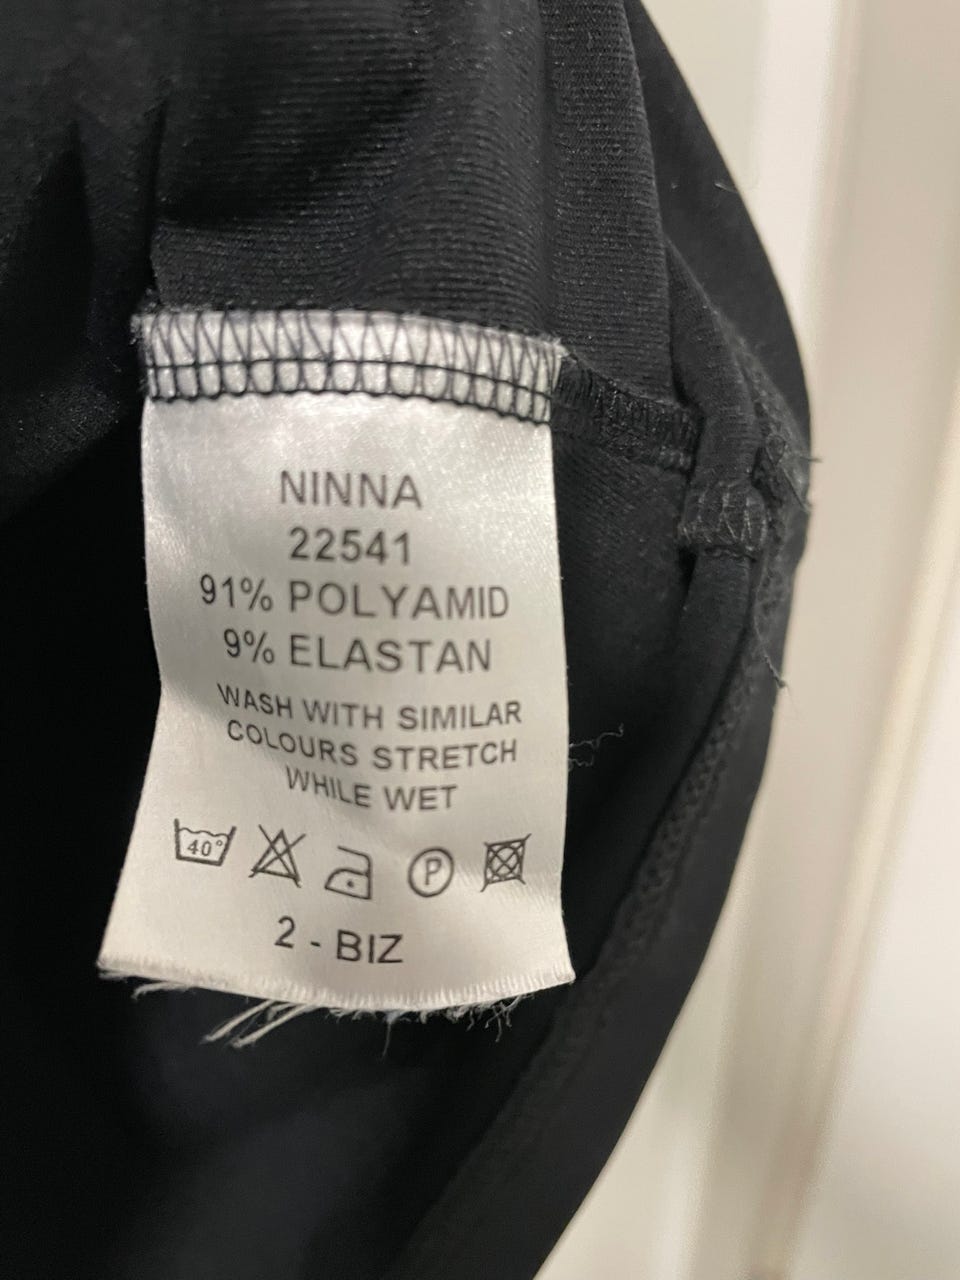 NINNA
22541
91% POLYAMID
9% ELASTAN
WASH WITH SIMILAR
COLOURS STRETCH
WHILE WET
40° P
2 - BIZ